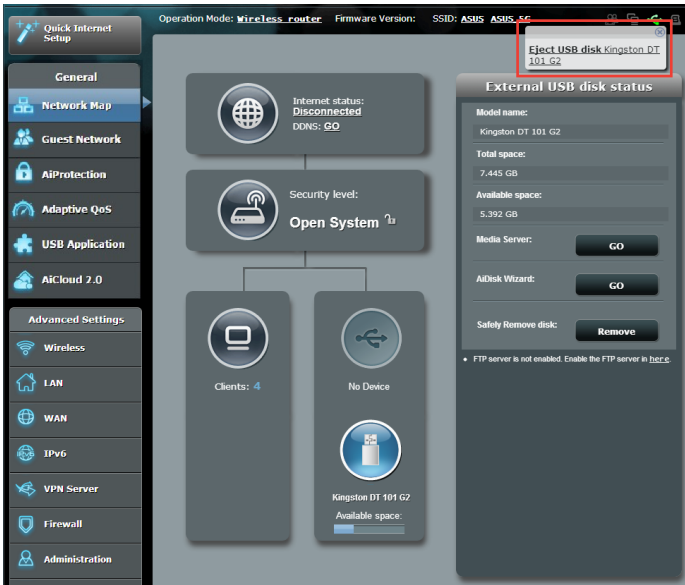 Quick Internet
Setup
Operation Mode: Wireless router Firmware Version: SSID: ASUS ASUS_5G
Eject USB disk Kingston DT
101 G2
General
Network Map
Guest Network
AiProtection
Adaptive QoS
USB Application
AiCloud 2.0
Advanced Settings
Wireless
LAN
WAN
IPv6
IPv6
VPN Server
Firewall
Administration
Internet status:
Disconnected
DDNS: GO
Security level:
Open System
Clients: 4
No Device
Kingston DT 101 G2
Available space:
External USB disk status
Model name:
Kingston DT 101 G2
Total space:
7.445 GB
Available space:
5.392 GB
Media Server:
GO
AiDisk Wizard:
GO
Safely Remove disk:
Remove
FTP server is not enabled. Enable the FTP server in here.